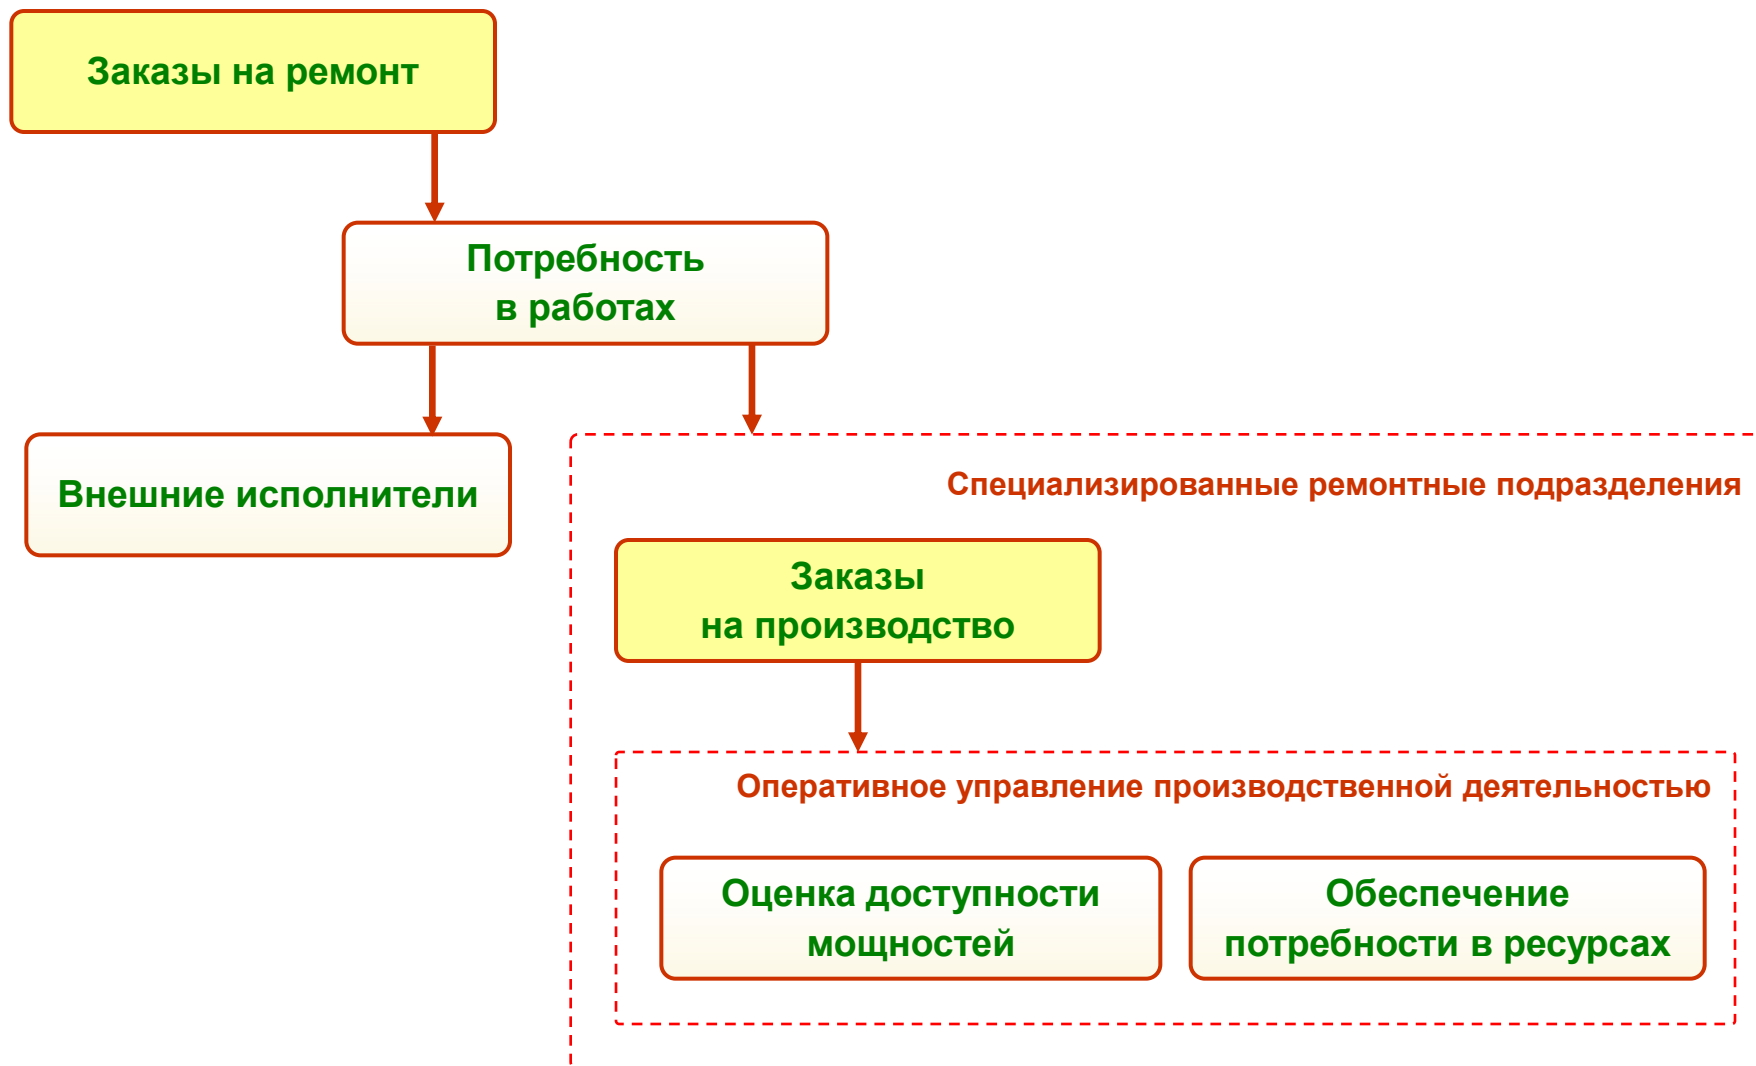 Заказы на ремонт
Потребность
в работах
Внешние исполнители
Специализированные ремонтные подразделения
Заказы
на производство
Оперативное управление производственной деятельностью
Оценка доступности
мощностей
Обеспечение
потребности в ресурсах